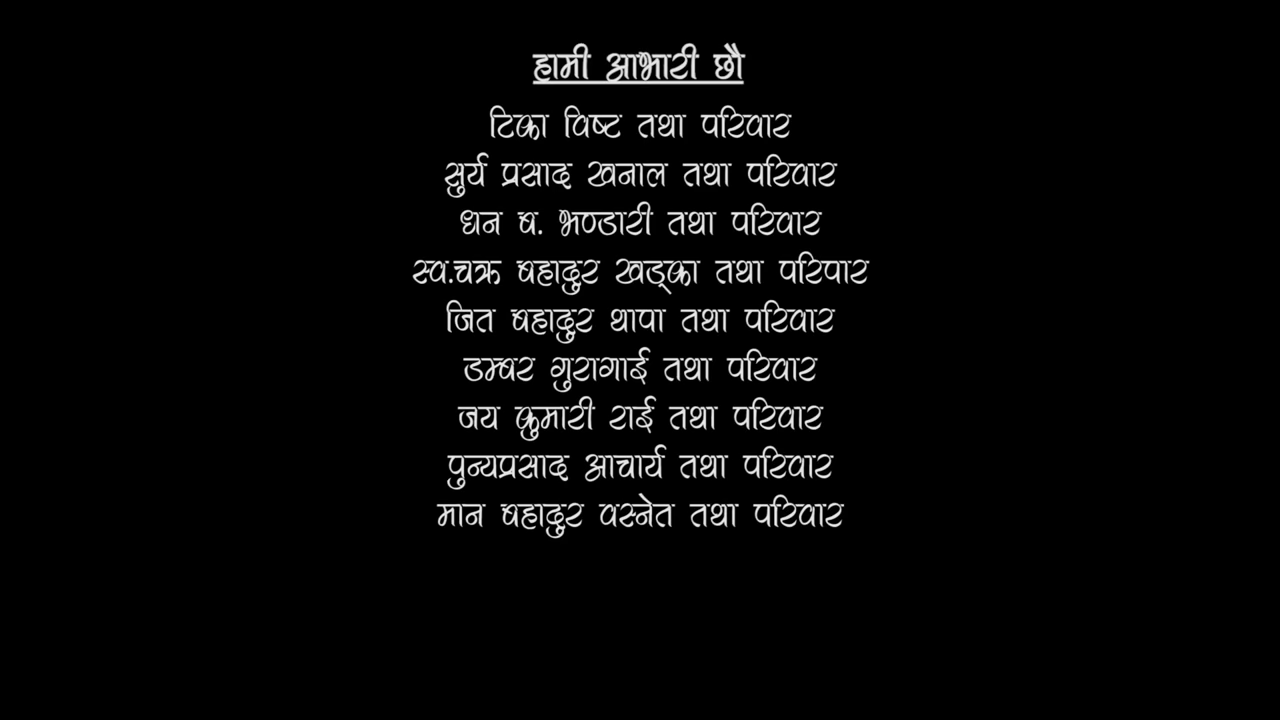 हामी आभारी छौ
टिका विष्ट तथा परिवार
सुर्य प्रसाद खनाल तथा परिवार
धन ब. भण्डारी तथा परिवार
स्व.चक्र बहादुर खड्का तथा परिपार
जित बहादुर थापा तथा परिवार
डम्बर गुरागाई तथा परिवार
जय कुमारी राई तथा परिवार
पुन्यप्रसाद आचार्य तथा परिवार
मान बहादुर वस्नेत तथा परिवार